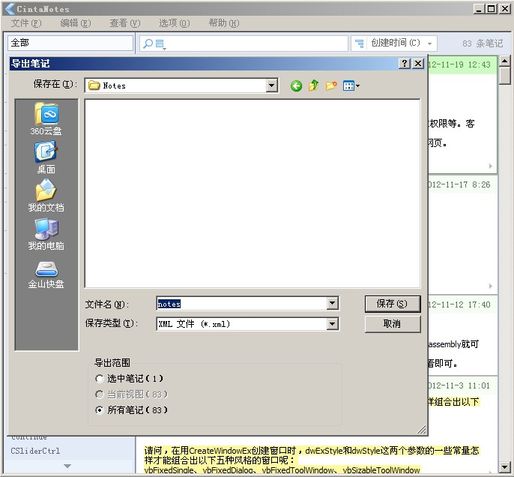 CintaNotes
文件(F) 编辑(E) 查看(V) 选项(O) 帮助(H)
全部
创建时间(C)
83 条笔记
导出笔记
2012-11-19 12:43
保存在(I):
Notes
权限等。客
网页。
360云盘
桌面
2012-11-17 8:26
我的文档
我的电脑
金山快盘
文件名(N):
notes
保存(S)
2012-11-12 17:40
保存类型(T):
XML 文件 (*.xml)
取消
assembly就可
看即可。
导出范围
选中笔记(1)
2012-11-3 11:01
当前视图(83)
样组合出以下
所有笔记(83)
continue
CSliderCtrl
请问，在用CreateWindowEx创建窗口时，dwExStyle和dwStyle这两个参数的一些常量怎
样才能组合出以下五种风格的窗口呢：
vbFixedSingle、vbFixedDialog、vbFixedToolWindow、vbSizableToolWindow